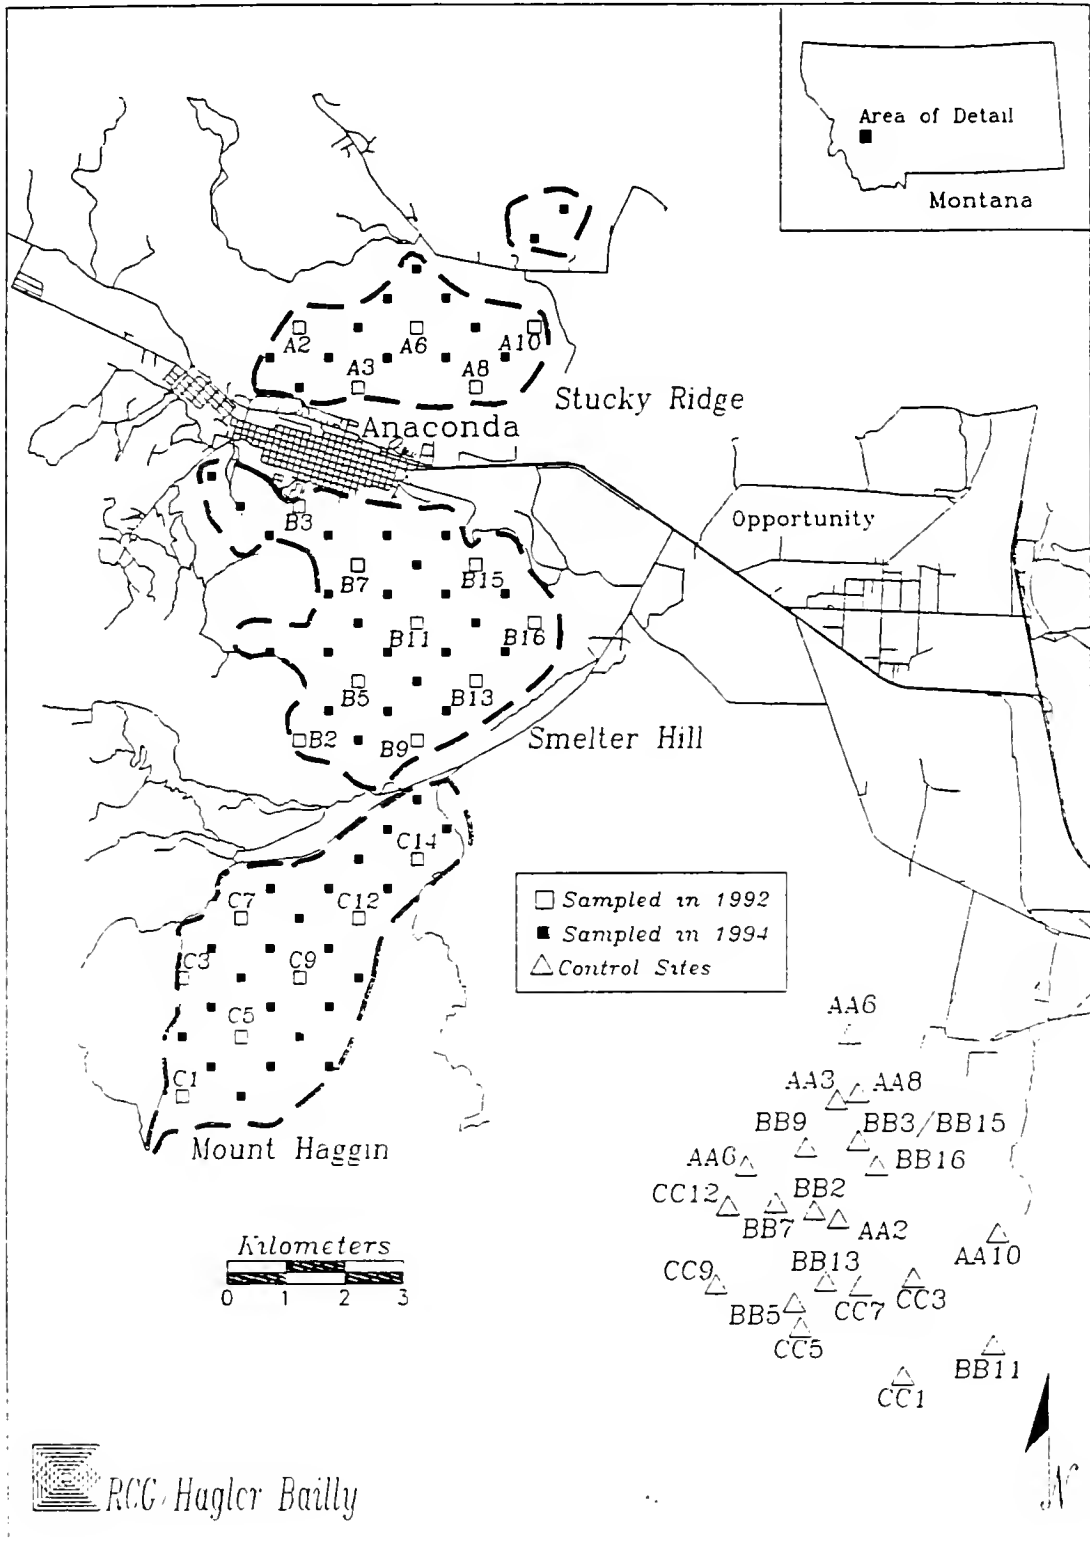 Area of Detail
Montana
A2
A6
A10
A3
A8
Stucky Ridge
Anaconda
B3
Opportunity
B7
B15
B11
B16
B5
B13
B2
B9
Smelter Hill
C14
C7
C12
Sampled in 1992
Sampled in 1994
Control Sites
C3
C9
C5
C1
Mount Haggin
AA6
AA3
AA8
BB9
BB3/BB15
AA6
BB16
CC12
BB2
BB7
AA2
AA10
BB13
CC9
CC3
BB5
CC7
CC5
BB11
CC1
Kilometers
0 1 2 3
RCG/Hagler Bailly
N